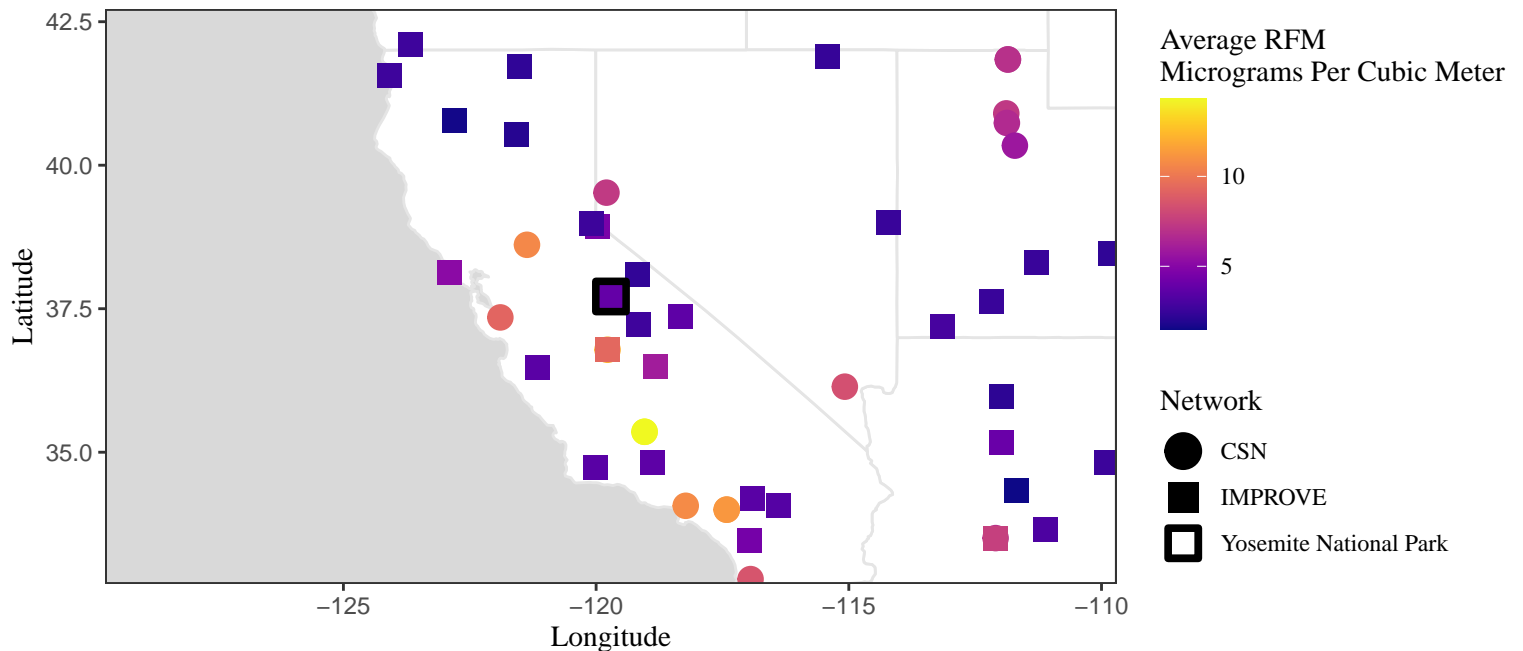 42.5
40.0
37.5
35.0
Latitude
−125
−120
−115
−110
Longitude
Average RFM
Micrograms Per Cubic Meter
10
5
Network
CSN
IMPROVE
Yosemite National Park